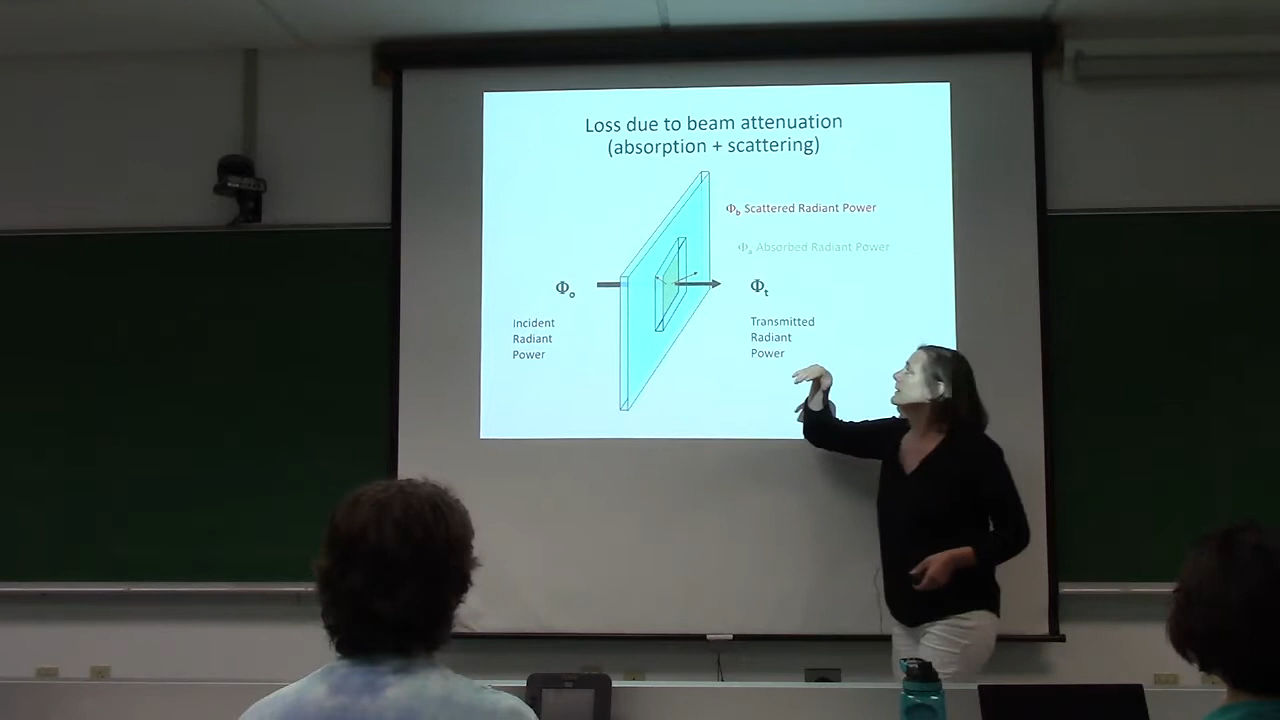 Loss due to beam attenuation
(absorption + scattering)
Φb Scattered Radiant Power
Φa Absorbed Radiant Power
Φo
Φt
Incident
Radiant
Power
Transmitted
Radiant
Power